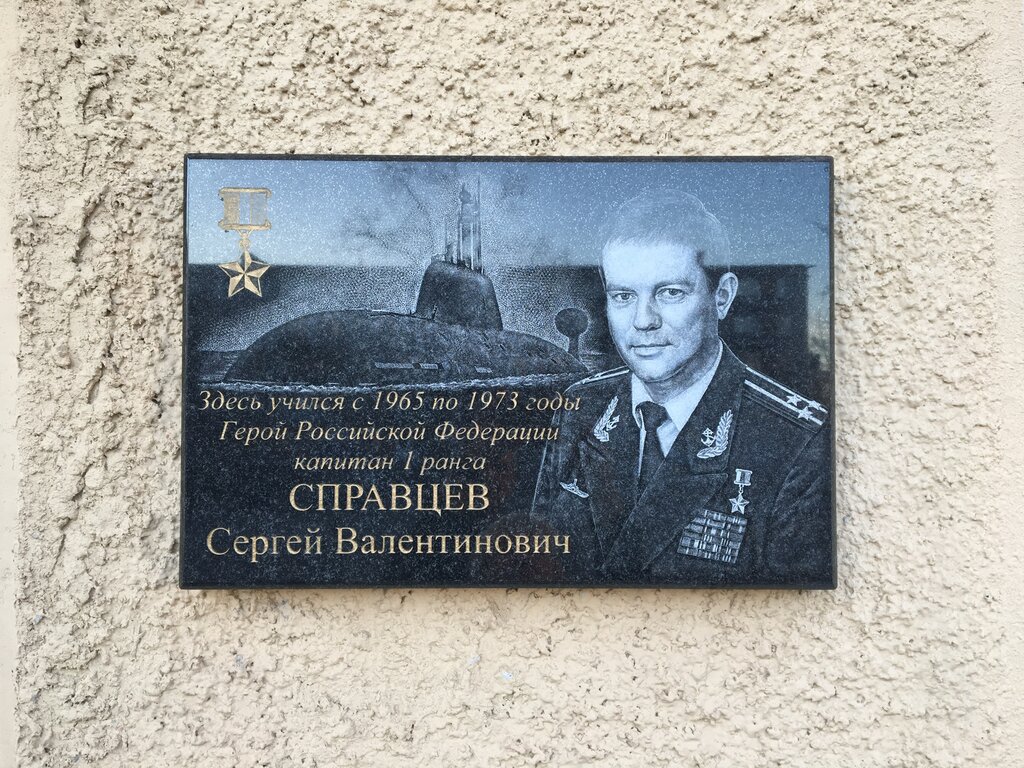 Здесь учился с 1965 по 1973 годы
Герой Российской Федерации
капитан 1 ранга
СПРАВЦЕВ
Сергей Валентинович